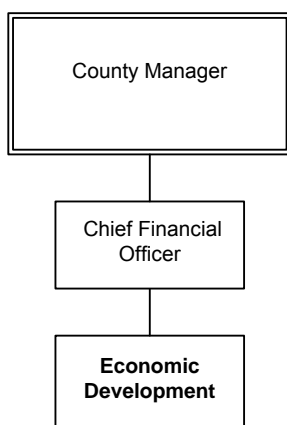 County Manager
Chief Financial
Officer
Economic
Development